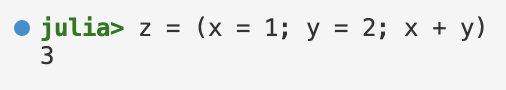 julia> z = (x = 1; y = 2; x + y)
3